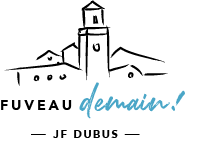 FUVEAU demain!
— JF DUBUS —